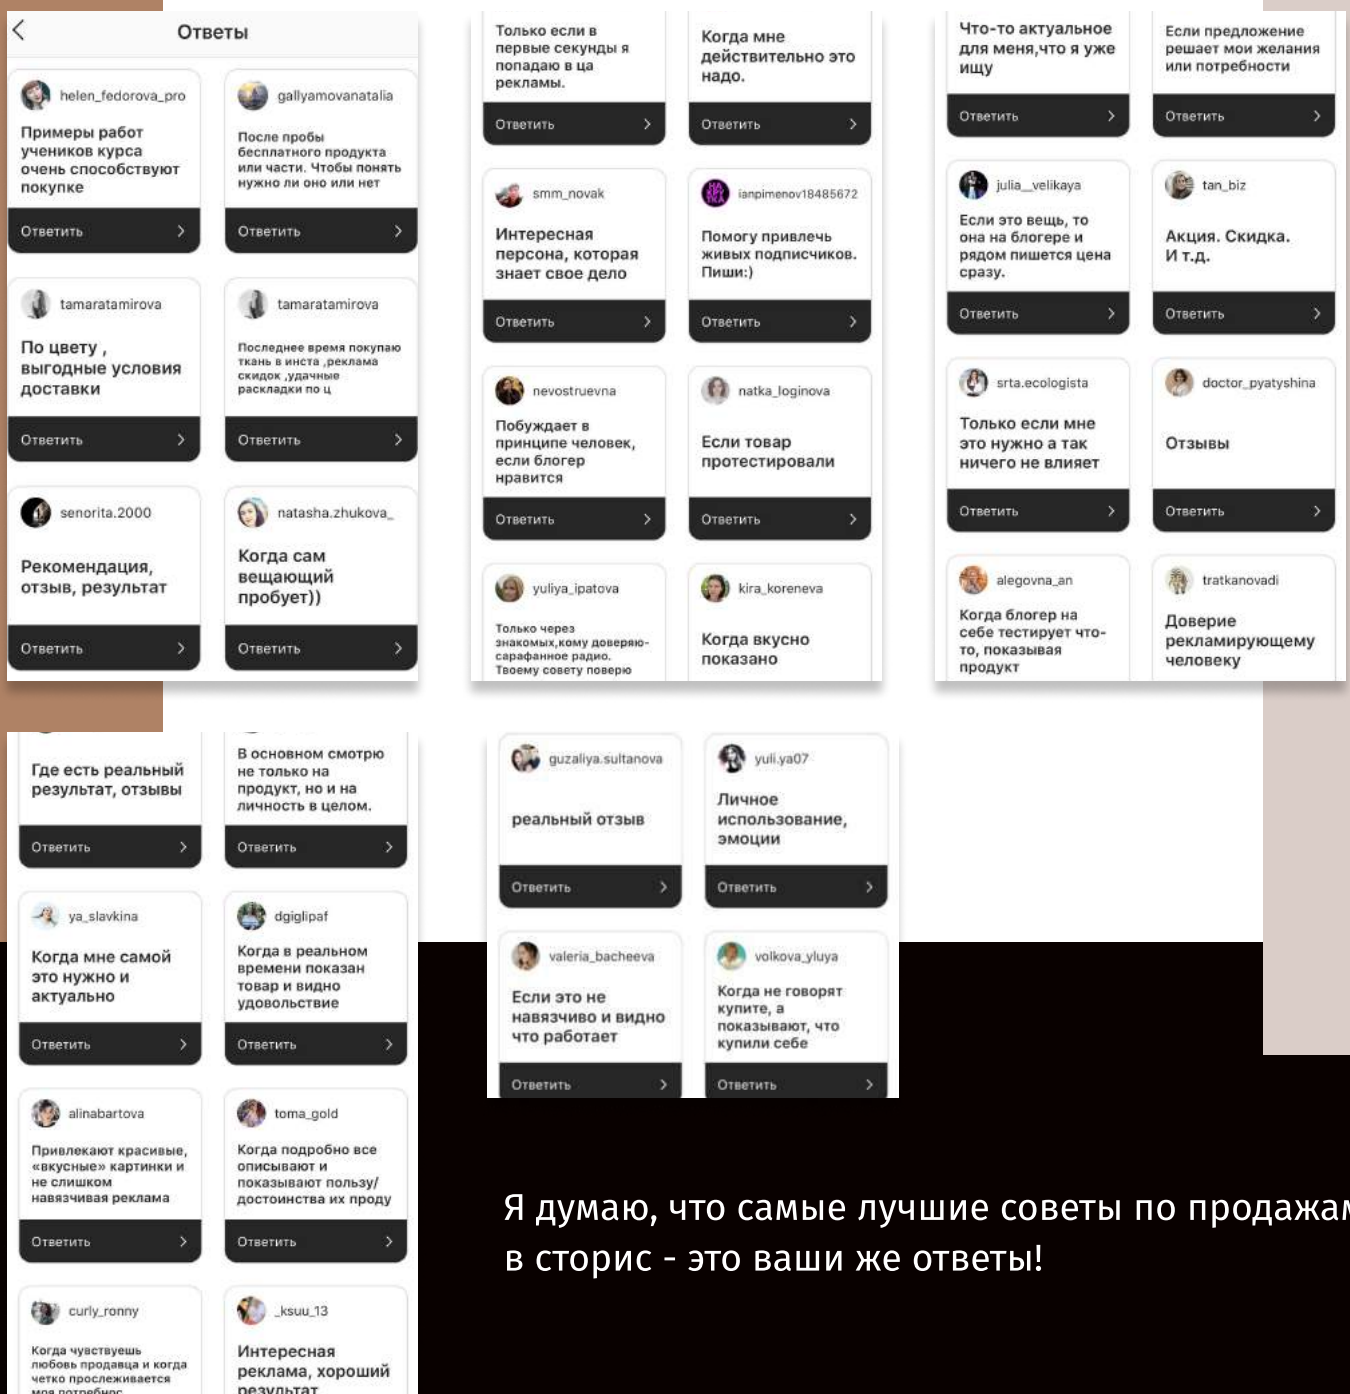 Ответы
helen_fedorova_pro
Примеры работ
учеников курса
очень способствуют
покупке
Ответить
gallyamovanatalia
После пробы
бесплатного продукта
или части. Чтобы понять
нужно ли оно или нет
Ответить
tamaratamirova
По цвету ,
выгодные условия
доставки
Ответить
tamaratamirova
Последнее время покупаю
ткань в инста ,реклама
скидок ,удачные
раскладки по ц
Ответить
senorita.2000
Рекомендация,
отзыв, результат
Ответить
natasha.zhukova_
Когда сам
вещающий
пробует))
Ответить
Только если в
первые секунды я
попадаю в ца
рекламы.
Ответить
Когда мне
действительно это
надо.
Ответить
smm_novak
Интересная
персона, которая
знает свое дело
Ответить
НА
КРУ
ТКА
ianpimenov18485672
Помогу привлечь
живых подписчиков.
Пиши:)
Ответить
nevostruevna
Побуждает в
принципе человек,
если блогер
нравится
Ответить
natka_loginova
Если товар
протестировали
Ответить
yuliya_ipatova
Только через
знакомых,кому доверяю-
сарафанное радио.
Твоему совету поверю
kira_koreneva
Когда вкусно
показано
Что-то актуальное
для меня,что я уже
ищу
Ответить
Если предложение
решает мои желания
или потребности
Ответить
julia__velikaya
Если это вещь, то
она на блогере и
рядом пишется цена
сразу.
Ответить
tan_biz
Акция. Скидка.
И т.д.
Ответить
srta.ecologista
Только если мне
это нужно а так
ничего не влияет
Ответить
doctor_pyatyshina
Отзывы
Ответить
alegovna_an
Когда блогер на
себе тестирует что-
то, показывая
продукт
tratkanovadi
Доверие
рекламирующему
человеку
Где есть реальный
результат, отзывы
Ответить
В основном смотрю
не только на
продукт, но и на
личность в целом.
Ответить
ya_slavkina
Когда мне самой
это нужно и
актуально
Ответить
dgiglipaf
Когда в реальном
времени показан
товар и видно
удовольствие
Ответить
alinabartova
Привлекают красивые,
«вкусные» картинки и
не слишком
навязчивая реклама
Ответить
toma_gold
Когда подробно все
описывают и
показывают пользу/
достоинства их проду
Ответить
curly_ronny
Когда чувствуешь
любовь продавца и когда
четко прослеживается
моя потребнос
_ksuu_13
Интересная
реклама, хороший
результат
guzaliya.sultanova
реальный отзыв
Ответить
yuli.ya07
Личное
использование,
эмоции
Ответить
valeria_bacheeva
Если это не
навязчиво и видно
что работает
Ответить
volkova_yluya
Когда не говорят
купите, а
показывают, что
купили себе
Ответить
Я думаю, что самые лучшие советы по продажам
в сторис - это ваши же ответы!